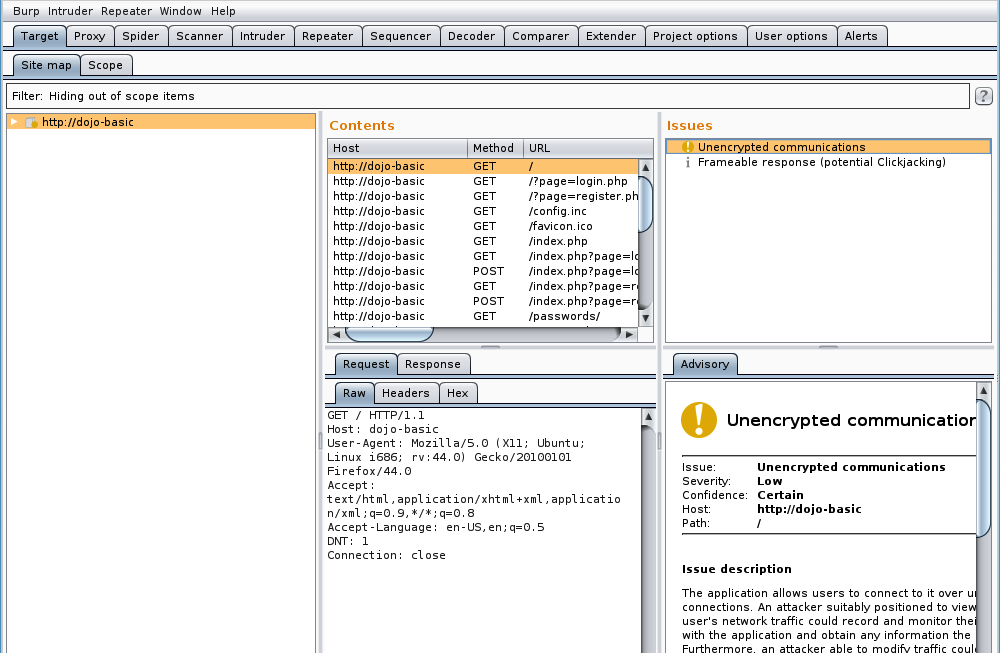 Burp Intruder Repeater Window Help
Target Proxy Spider Scanner Intruder Repeater Sequencer Decoder Comparer Extender Project options User options Alerts
Site map Scope
Filter: Hiding out of scope items ?
http://dojo-basic
Contents
Host Method URL
http://dojo-basic GET /
http://dojo-basic GET /?page=login.php
http://dojo-basic GET /?page=register.ph
http://dojo-basic GET /config.inc
http://dojo-basic GET /favicon.ico
http://dojo-basic GET /index.php
http://dojo-basic GET /index.php?page=lo
http://dojo-basic POST /index.php?page=lo
http://dojo-basic GET /index.php?page=re
http://dojo-basic POST /index.php?page=re
http://dojo-basic GET /passwords/
Issues
Unencrypted communications
Frameable response (potential Clickjacking)
Request Response
Raw Headers Hex
GET / HTTP/1.1
Host: dojo-basic
User-Agent: Mozilla/5.0 (X11; Ubuntu;
Linux i686; rv:44.0) Gecko/20100101
Firefox/44.0
Accept:
text/html,application/xhtml+xml,applicatio
n/xml;q=0.9,*/*;q=0.8
Accept-Language: en-US,en;q=0.5
DNT: 1
Connection: close
Advisory
Unencrypted communication
Issue: Unencrypted communications
Severity: Low
Confidence: Certain
Host: http://dojo-basic
Path: /
Issue description
The application allows users to connect to it over
connections. An attacker suitably positioned to view
user's network traffic could record and monitor
with the application and obtain any information the
Furthermore, an attacker able to modify traffic